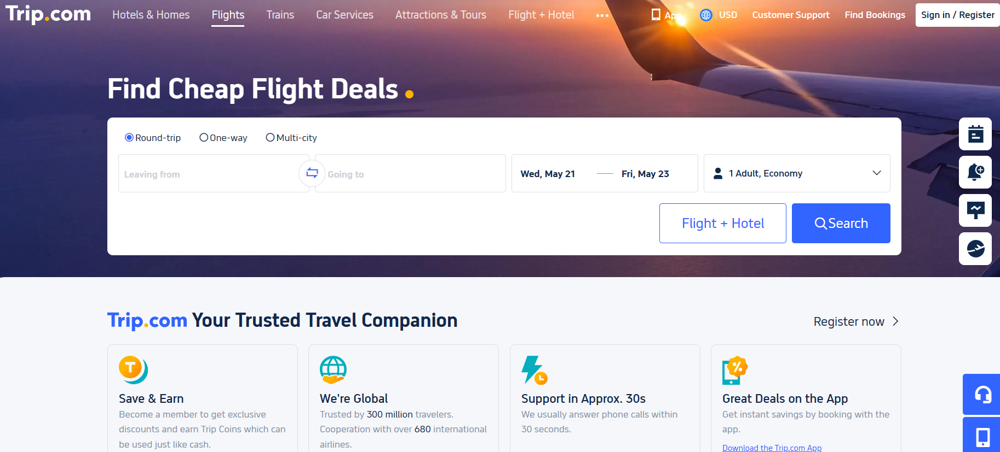 Trip.com
Hotels & Homes
Flights
Trains
Car Services
Attractions & Tours
Flight + Hotel
App
USD
Customer Support
Find Bookings
Sign in / Register
Find Cheap Flight Deals
Round-trip
One-way
Multi-city
Leaving from
Going to
Wed, May 21
Fri, May 23
1 Adult, Economy
Flight + Hotel
Search
Trip.com Your Trusted Travel Companion
Register now
T
Save & Earn
Become a member to get exclusive
discounts and earn Trip Coins which can
be used just like cash.
We're Global
Trusted by 300 million travelers.
Cooperation with over 680 international
airlines.
Support in Approx. 30s
We usually answer phone calls within
30 seconds.
%
Great Deals on the App
Get instant savings by booking with the
app.
Download the Trip.com App